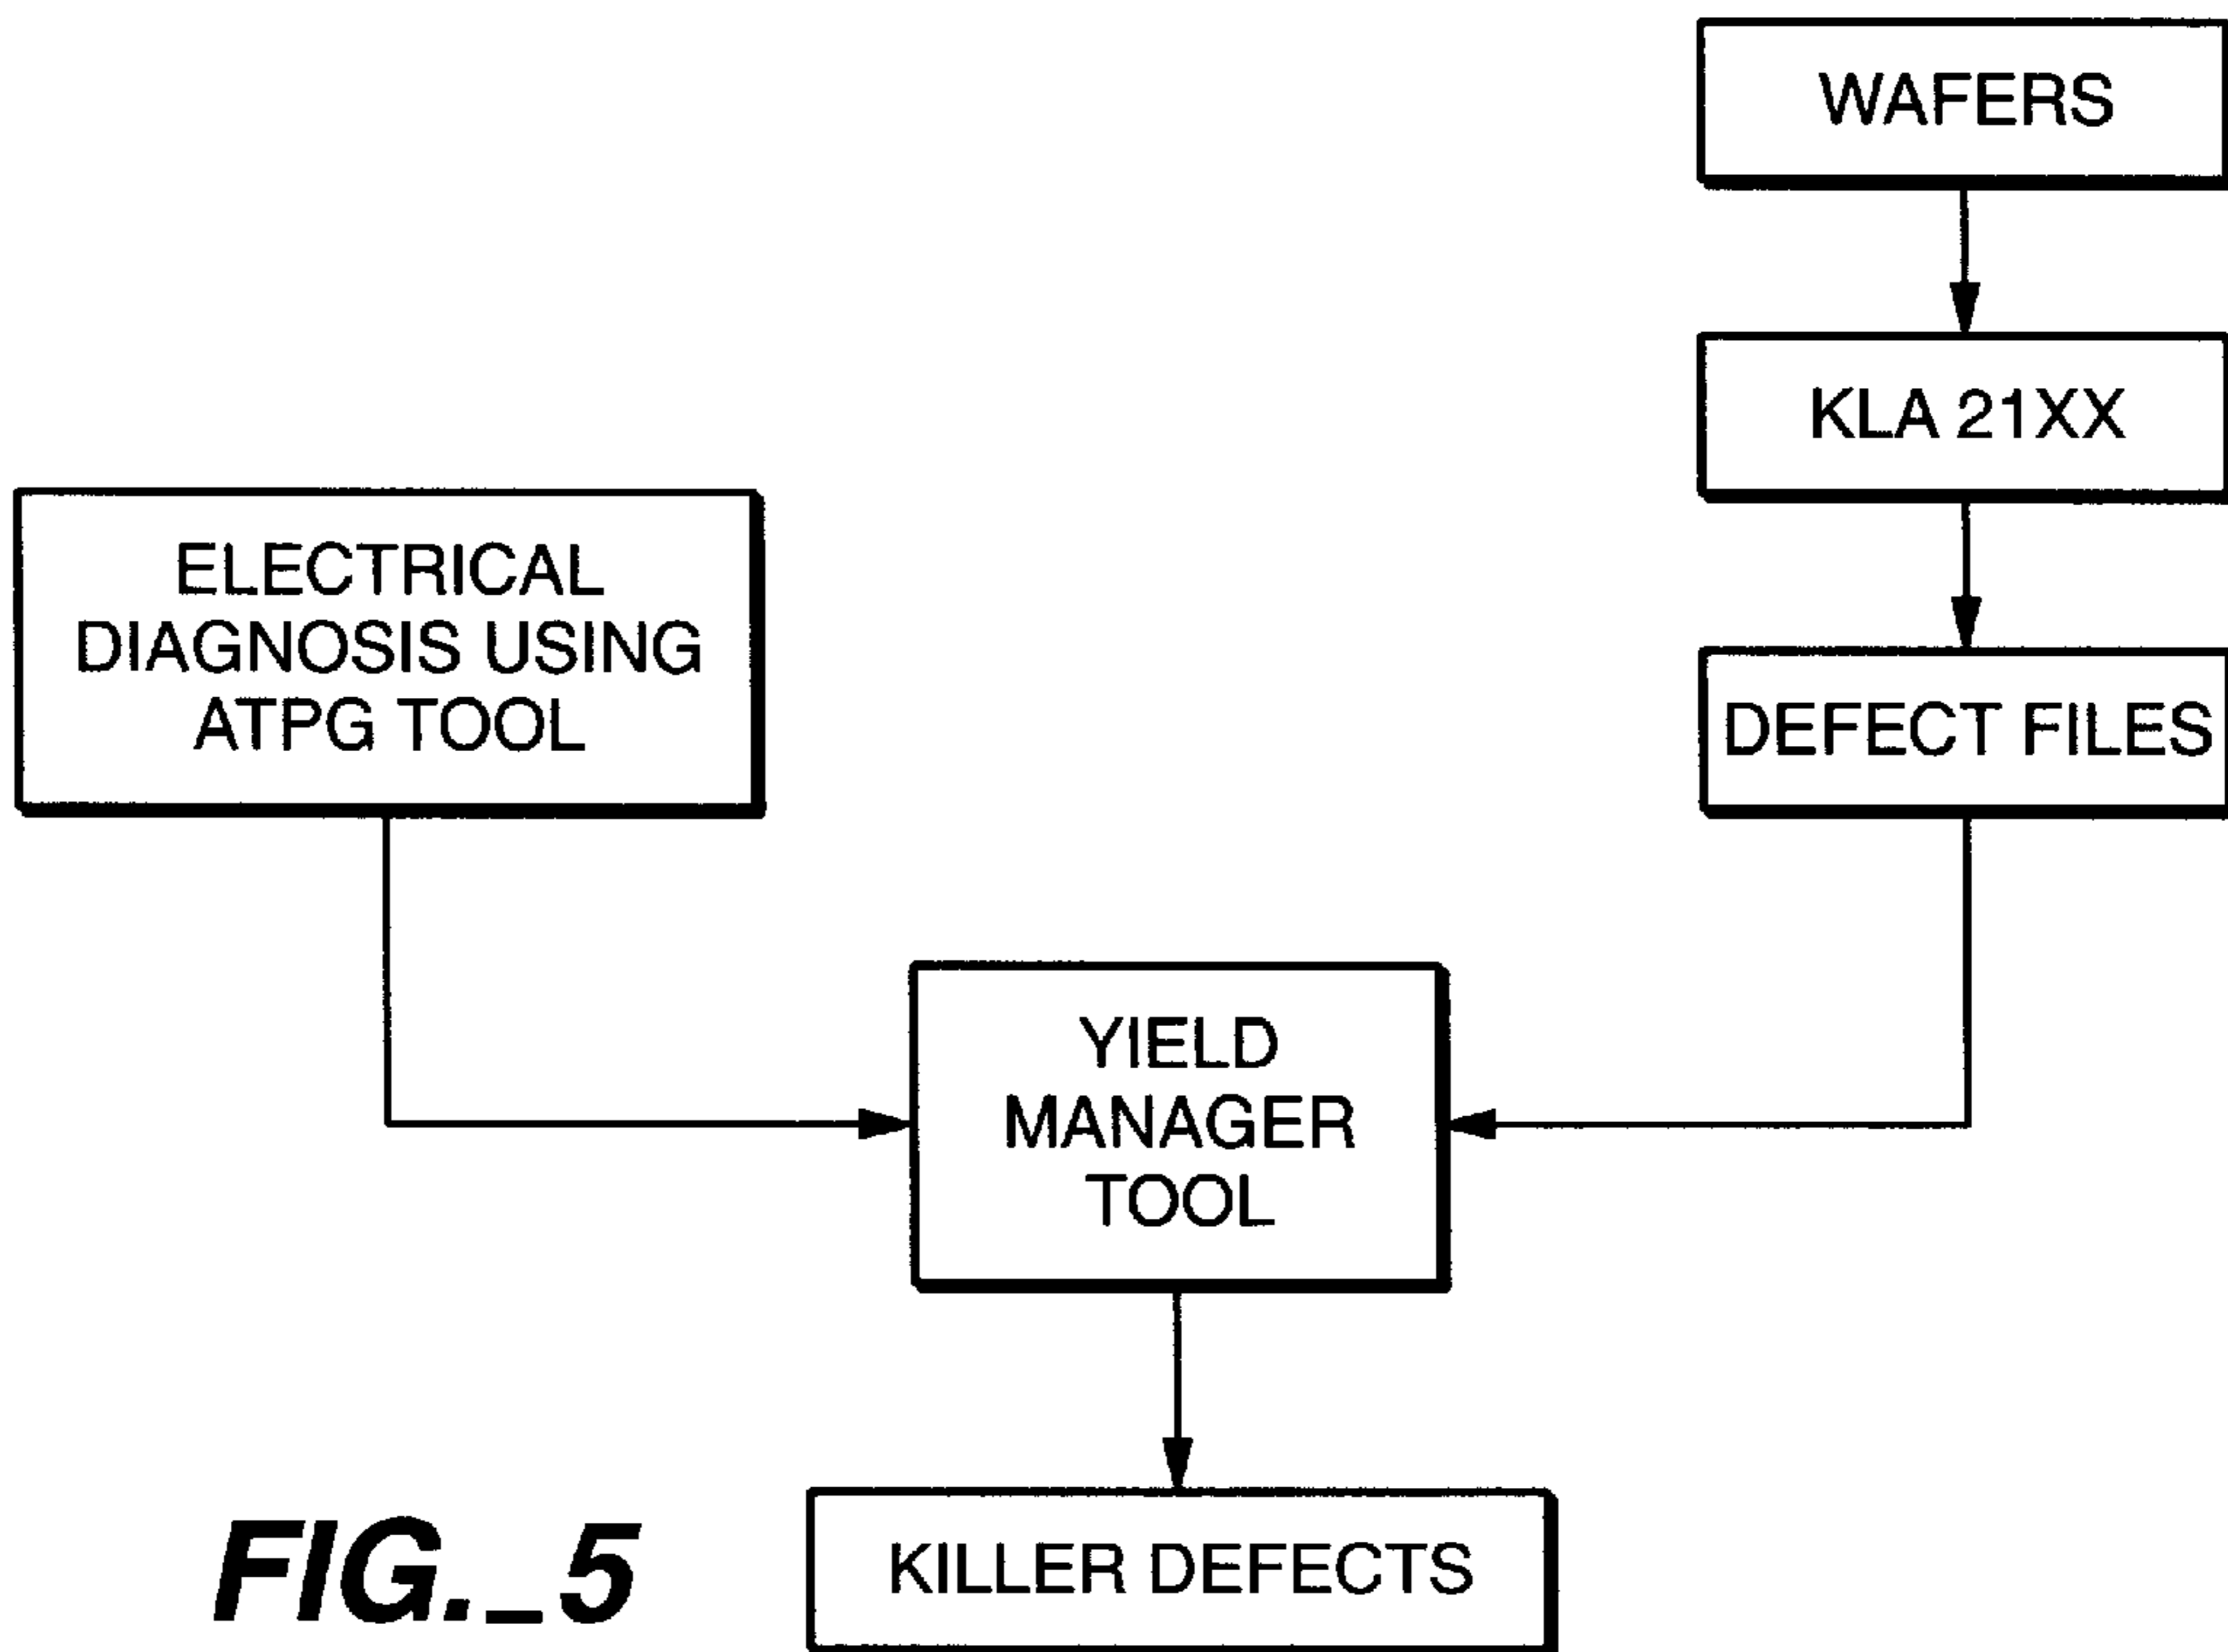 WAFERS
KLA 21XX
ELECTRICAL
DIAGNOSIS USING
ATPG TOOL
DEFECT FILES
YIELD
MANAGER
TOOL
KILLER DEFECTS
FIG._5